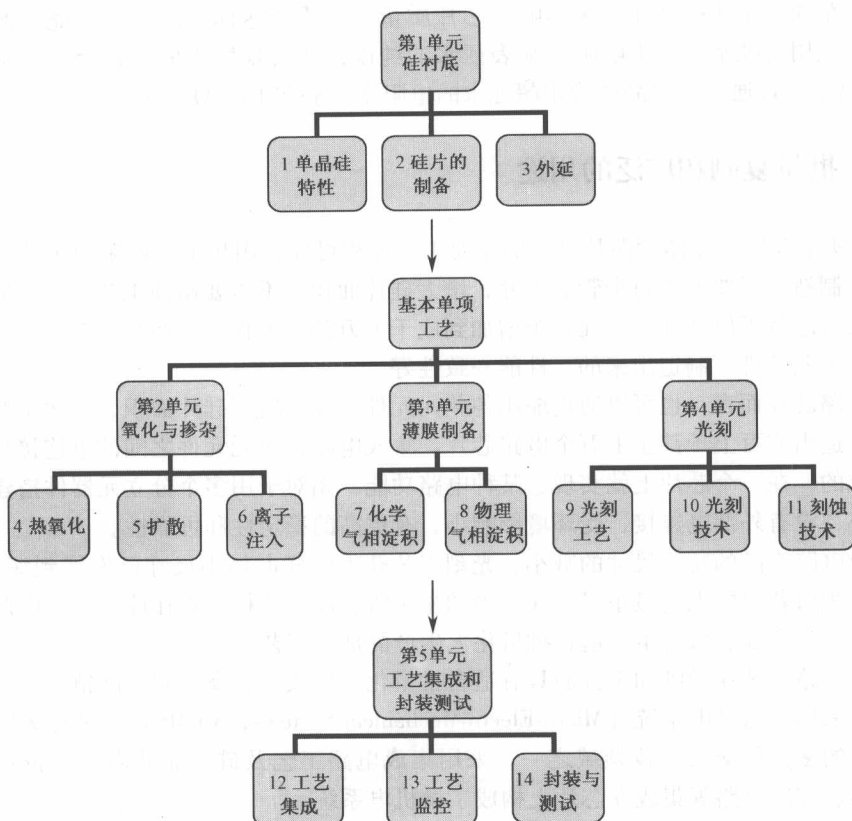 第1单元
硅衬底
1 单晶硅
特性
2 硅片的
制备
3 外延
基本单项
工艺
第2单元
氧化与掺杂
第3单元
薄膜制备
第4单元
光刻
4 热氧化
5 扩散
6 离子
注入
7 化学
气相淀积
8 物理
气相淀积
9 光刻
工艺
10 光刻
技术
11 刻蚀
技术
第5单元
工艺集成和
封装测试
12 工艺
集成
13 工艺
监控
14 封装与
测试